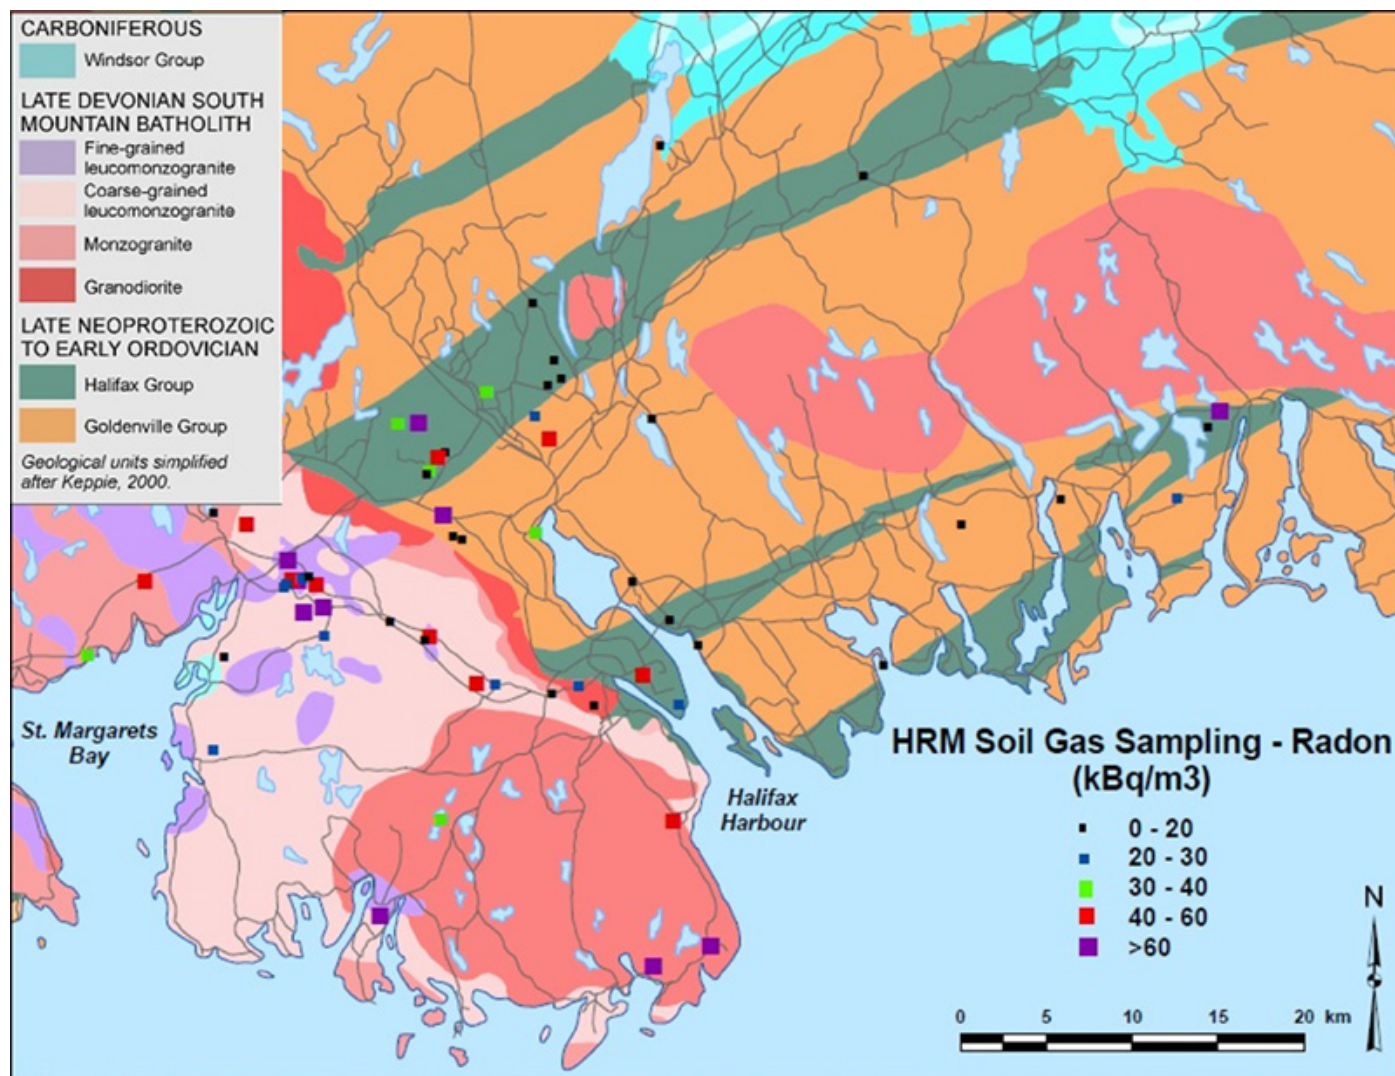 CARBONIFEROUS
Windsor Group
LATE DEVONIAN SOUTH
MOUNTAIN BATHOLITH
Fine-grained
leucomonzogranite
Coarse-grained
leucomonzogranite
Monzogranite
Granodiorite
LATE NEOPROTEROZOIC
TO EARLY ORDOVICIAN
Halifax Group
Goldenville Group
Geological units simplified
after Keppie, 2000.
St. Margarets
Bay
Halifax
Harbour
HRM Soil Gas Sampling - Radon
(kBq/m3)
0 - 20
20 - 30
30 - 40
40 - 60
>60
N
0 5 10 15 20 km